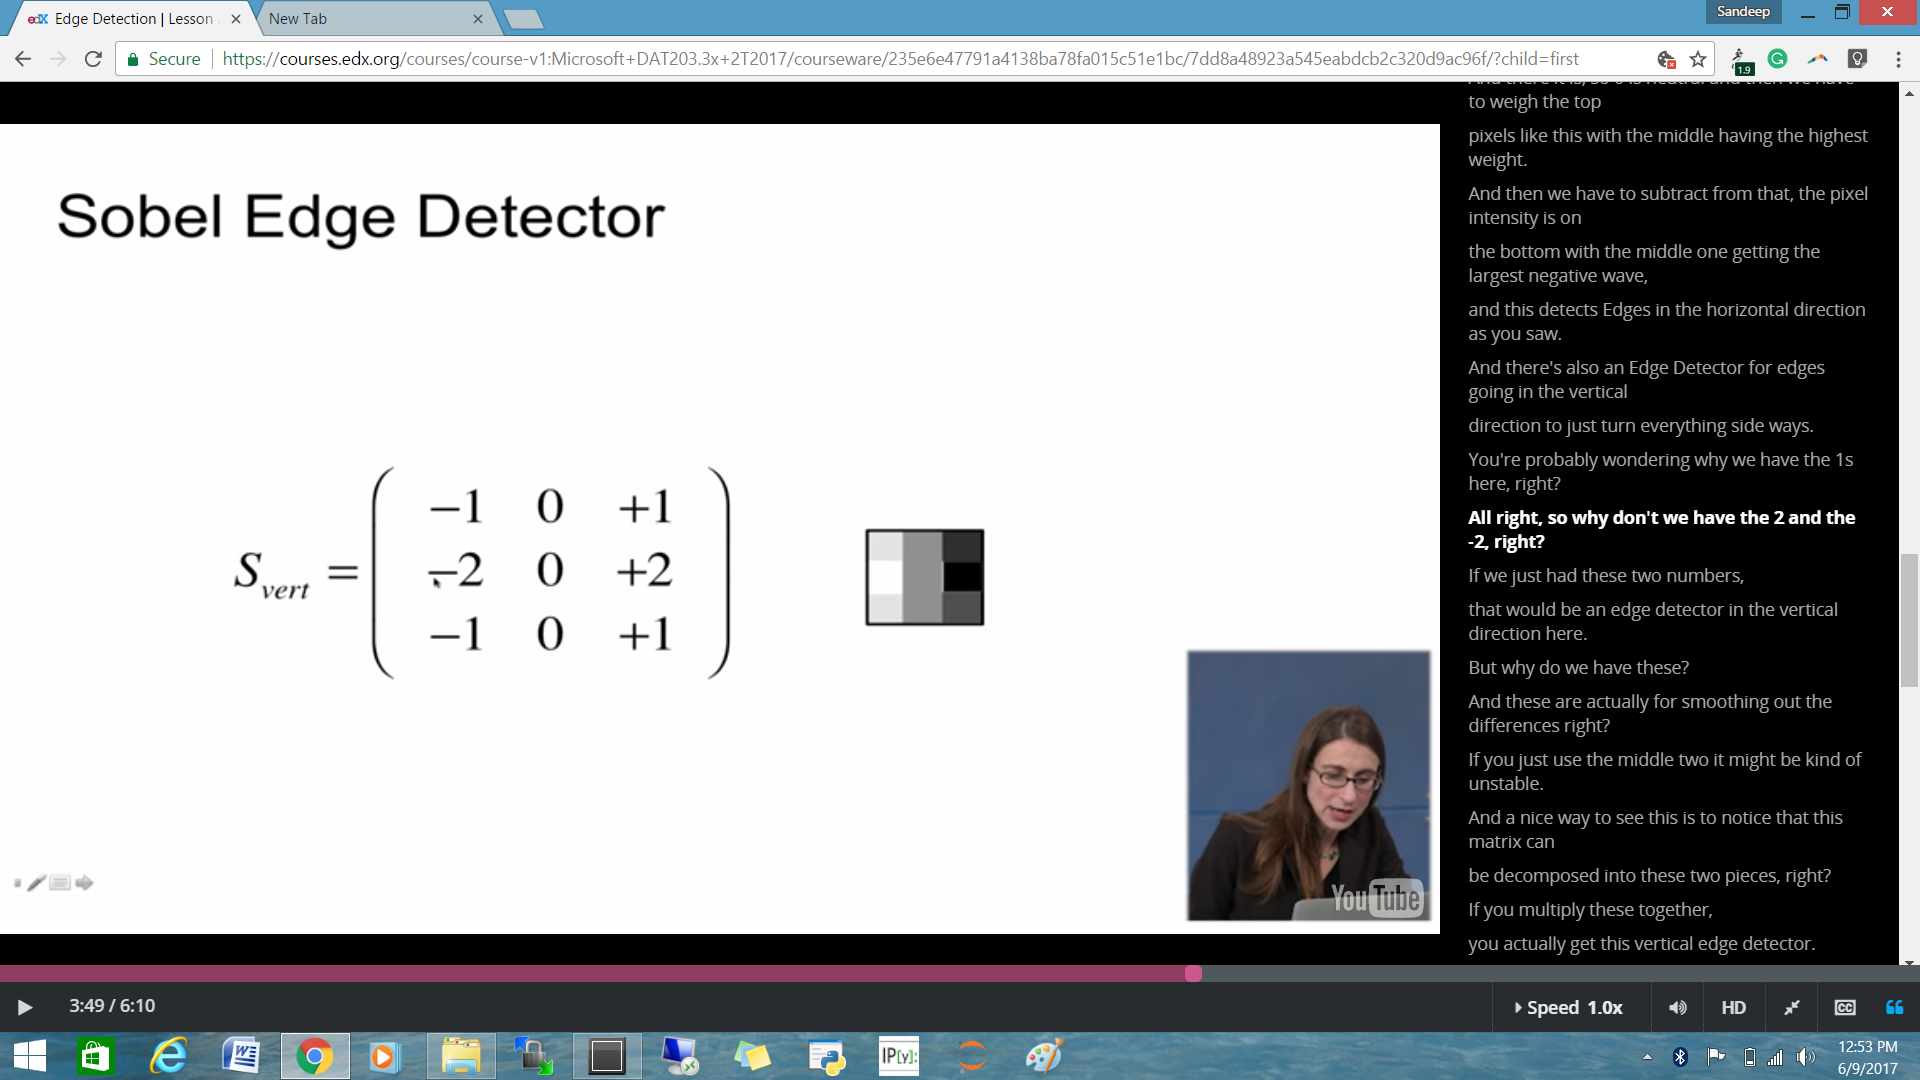 edX Edge Detection | Lesson
New Tab
Sandeep
Secure
https://courses.edx.org/courses/course-v1:Microsoft+DAT203.3x+2T2017/courseware/235e6e47791a4138ba78fa015c51e1bc/7dd8a48923a545eabdcb2c320d9ac96f/?child=first
1.9
to weigh the top
pixels like this with the middle having the highest
weight.
And then we have to subtract from that, the pixel
intensity is on
the bottom with the middle one getting the
largest negative wave,
and this detects Edges in the horizontal direction
as you saw.
And there's also an Edge Detector for edges
going in the vertical
direction to just turn everything side ways.
You're probably wondering why we have the 1s
here, right?
All right, so why don't we have the 2 and the
-2, right?
If we just had these two numbers,
that would be an edge detector in the vertical
direction here.
But why do we have these?
And these are actually for smoothing out the
differences right?
If you just use the middle two it might be kind of
unstable.
And a nice way to see this is to notice that this
matrix can
be decomposed into these two pieces, right?
If you multiply these together,
you actually get this vertical edge detector.
Sobel Edge Detector
−1 0 +1
S vert = −2 0 +2
−1 0 +1
YouTube
3:49 / 6:10
Speed 1.0x
HD
CC
IP[y]:
12:53 PM
6/9/2017